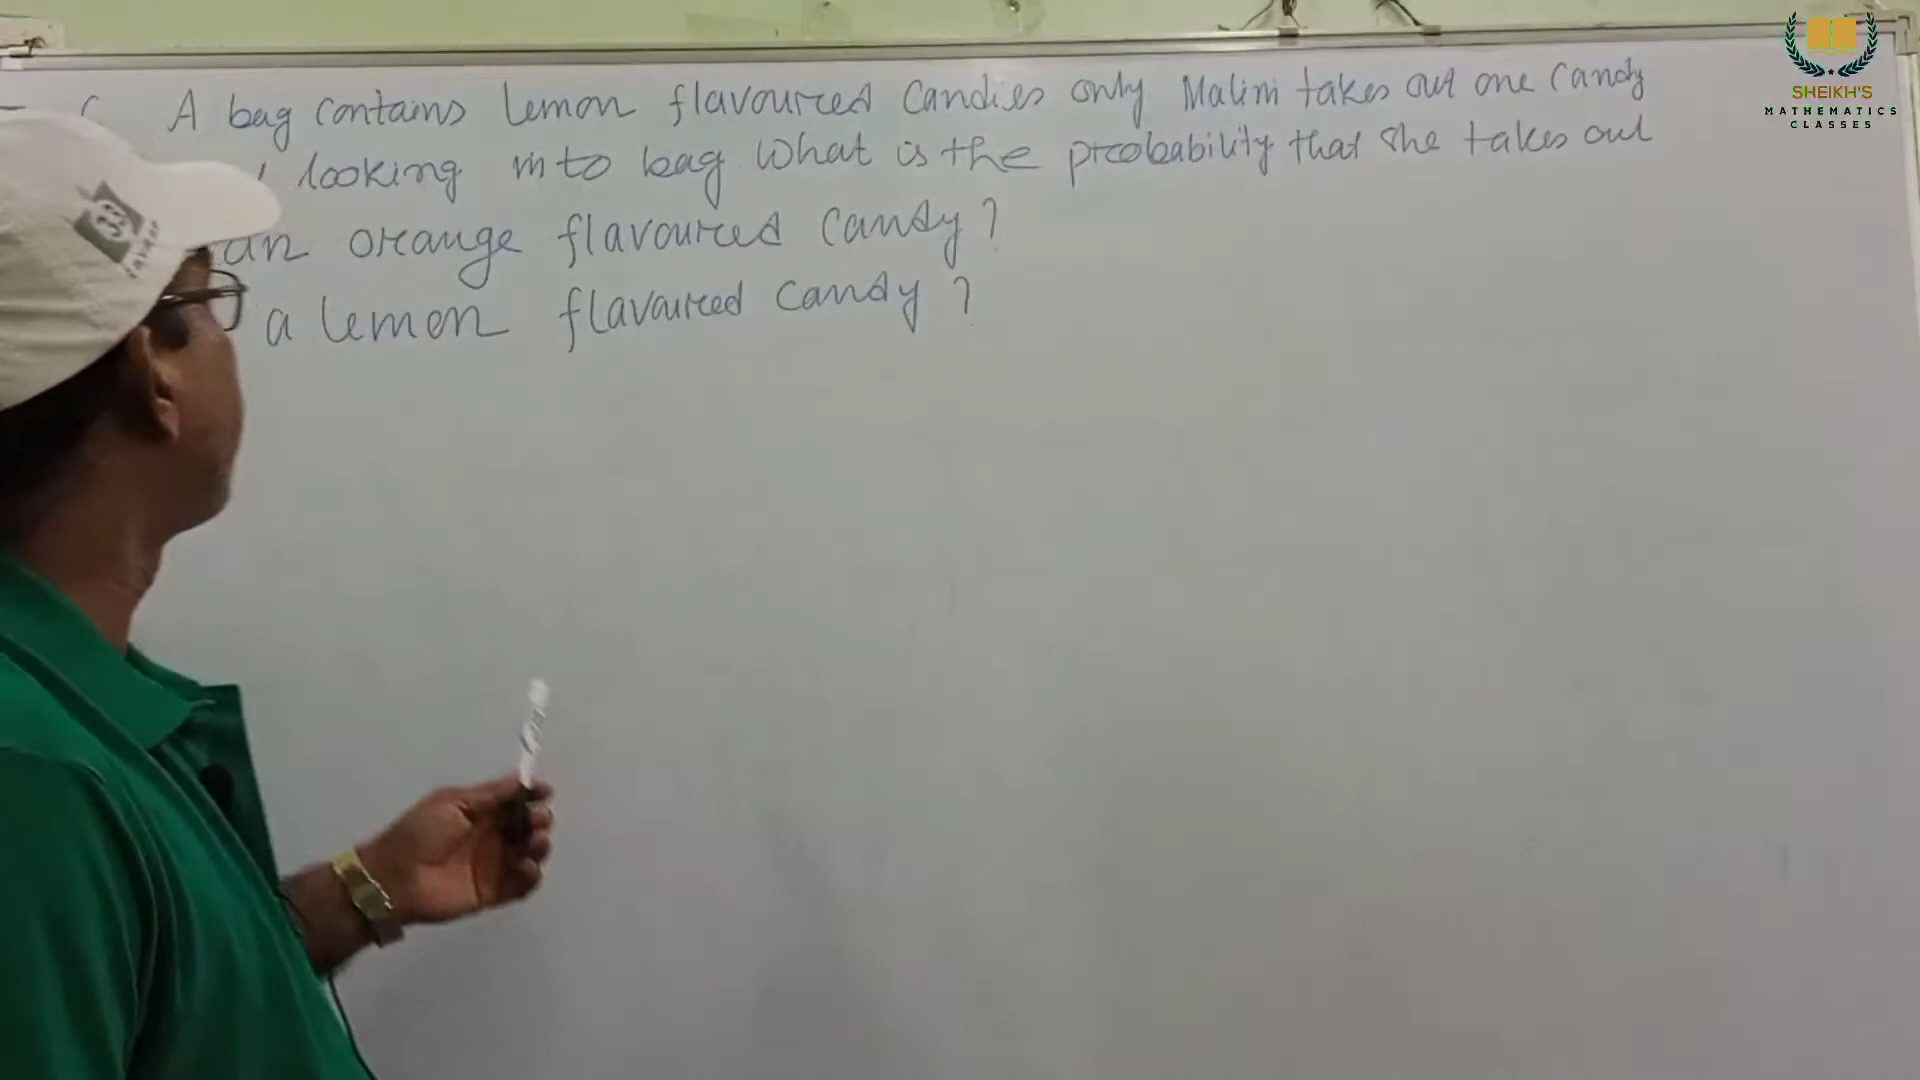 A bag contains lemon flavoured candies only Malini takes out one candy
looking into bag What is the probability that she takes out
an orange flavoured candy?
a lemon flavoured candy?
SHEIKH'S
MATHEMATICS
CLASSES
33